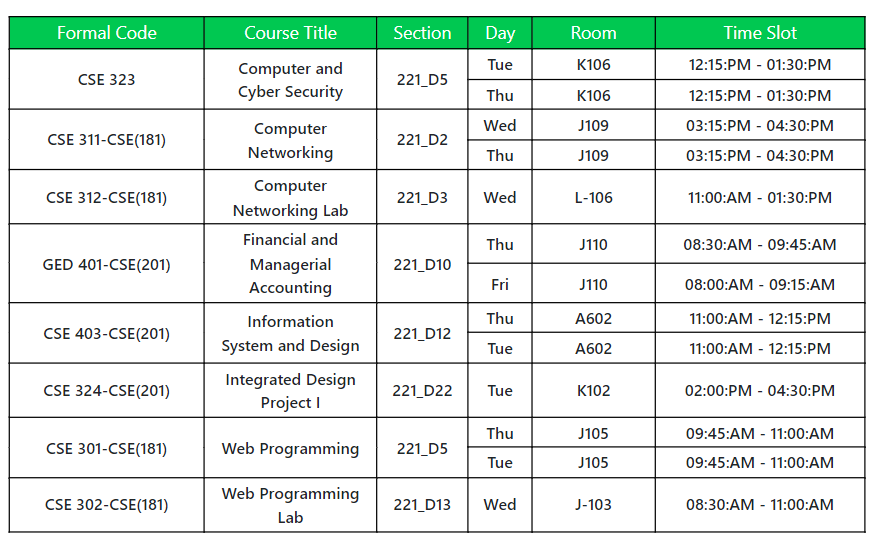 Formal Code Course Title Section Day Room Time Slot
CSE 323 Computer and Cyber Security 221_D5 Tue K106 12:15:PM - 01:30:PM
Thu K106 12:15:PM - 01:30:PM
CSE 311-CSE(181) Computer Networking 221_D2 Wed J109 03:15:PM - 04:30:PM
Thu J109 03:15:PM - 04:30:PM
CSE 312-CSE(181) Computer Networking Lab 221_D3 Wed L-106 11:00:AM - 01:30:PM
GED 401-CSE(201) Financial and Managerial Accounting 221_D10 Thu J110 08:30:AM - 09:45:AM
Fri J110 08:00:AM - 09:15:AM
CSE 403-CSE(201) Information System and Design 221_D12 Thu A602 11:00:AM - 12:15:PM
Tue A602 11:00:AM - 12:15:PM
CSE 324-CSE(201) Integrated Design Project I 221_D22 Tue K102 02:00:PM - 04:30:PM
CSE 301-CSE(181) Web Programming 221_D5 Thu J105 09:45:AM - 11:00:AM
Tue J105 09:45:AM - 11:00:AM
CSE 302-CSE(181) Web Programming Lab 221_D13 Wed J-103 08:30:AM - 11:00:AM